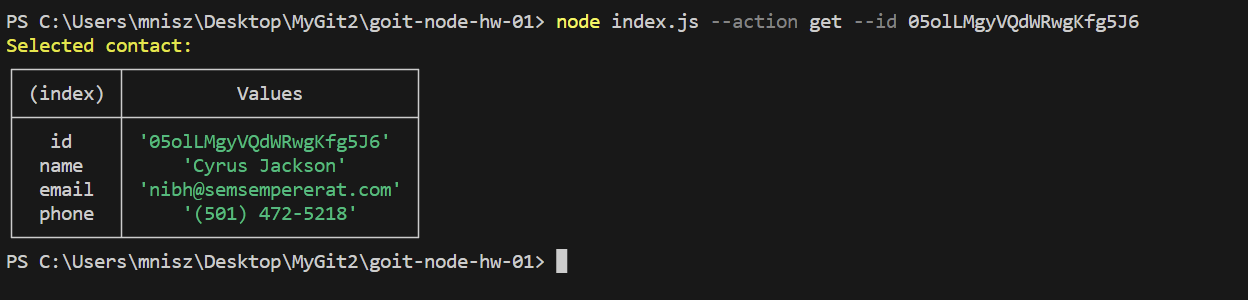 PS C:\Users\mnisz\Desktop\MyGit2\goit-node-hw-01> node index.js --action get --id 05olLMgyVQdWRwgKfg5J6
Selected contact:
(index) Values
id '05olLMgyVQdWRwgKfg5J6'
name 'Cyrus Jackson'
email 'nibh@semsempererat.com'
phone '(501) 472-5218'
PS C:\Users\mnisz\Desktop\MyGit2\goit-node-hw-01>